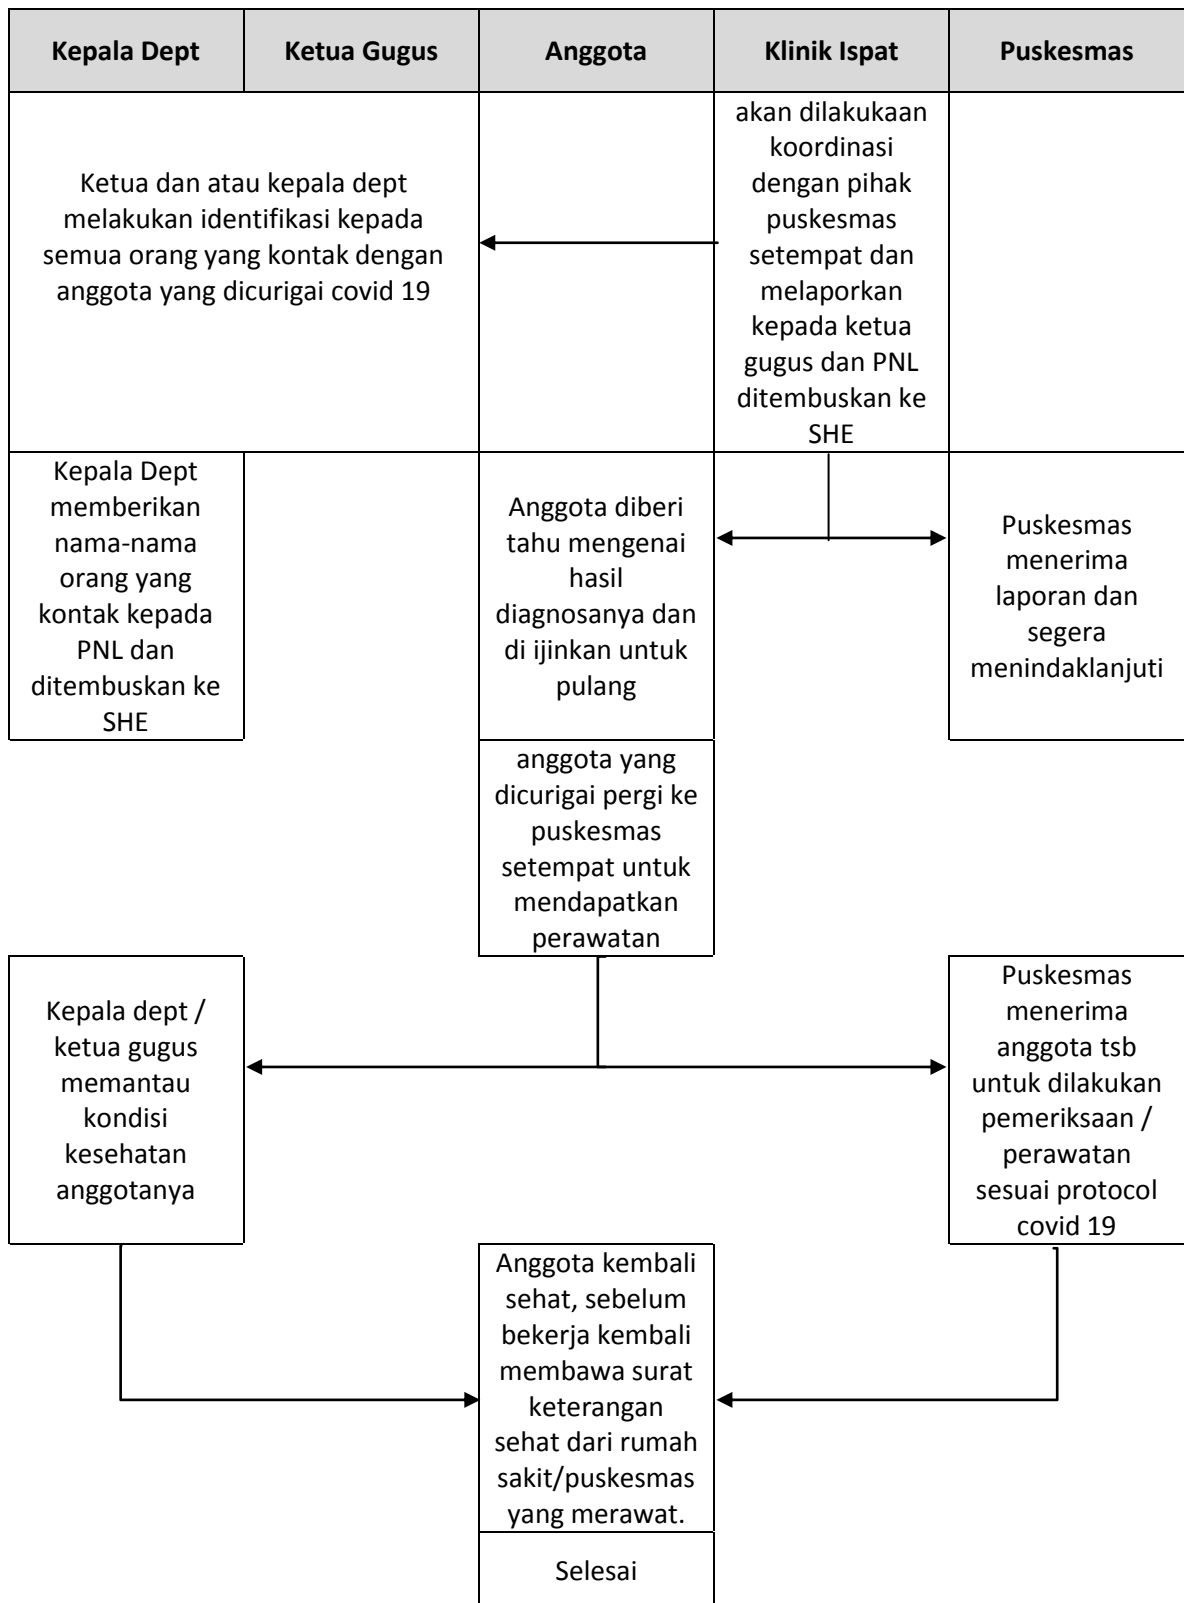 Kepala Dept
Ketua Gugus
Anggota
Klinik Ispat
Puskesmas
Ketua dan atau kepala dept
melakukan identifikasi kepada
semua orang yang kontak dengan
anggota yang dicurigai covid 19
akan dilakukaan
koordinasi
dengan pihak
puskesmas
setempat dan
melaporkan
kepada ketua
gugus dan PNL
ditembuskan ke
SHE
Kepala Dept
memberikan
nama-nama
orang yang
kontak kepada
PNL dan
ditembuskan ke
SHE
Anggota diberi
tahu mengenai
hasil
diagnosanya dan
di ijinkan untuk
pulang
Puskesmas
menerima
laporan dan
segera
menindaklanjuti
anggota yang
dicurigai pergi ke
puskesmas
setempat untuk
mendapatkan
perawatan
Kepala dept /
ketua gugus
memantau
kondisi
kesehatan
anggotanya
Puskesmas
menerima
anggota tsb
untuk dilakukan
pemeriksaan /
perawatan
sesuai protocol
covid 19
Anggota kembali
sehat, sebelum
bekerja kembali
membawa surat
keterangan
sehat dari rumah
sakit/puskesmas
yang merawat.
Selesai